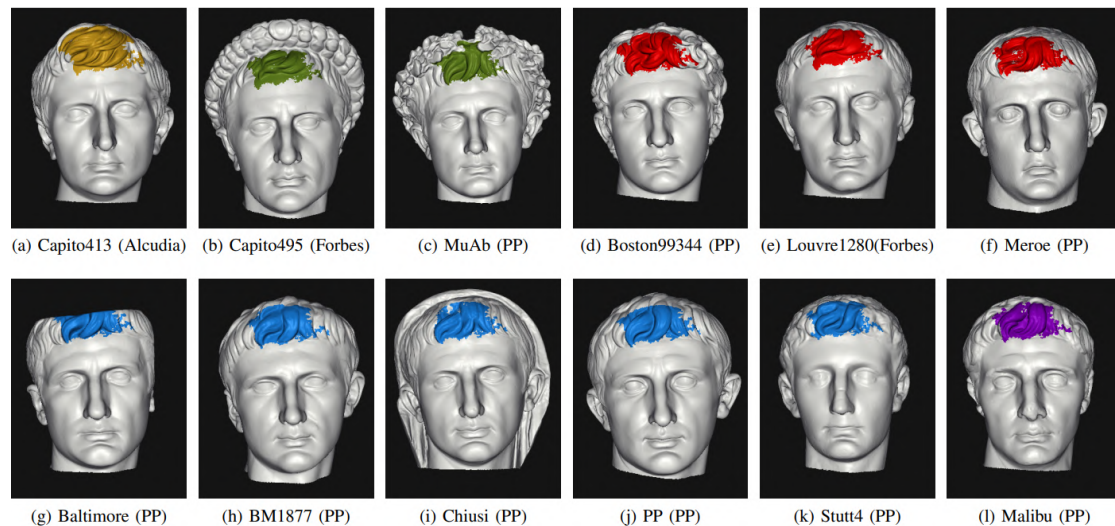 (a) Capito413 (Alcudia)
(b) Capito495 (Forbes)
(c) MuAb (PP)
(d) Boston99344 (PP)
(e) Louvre1280(Forbes)
(f) Meroe (PP)
(g) Baltimore (PP)
(h) BM1877 (PP)
(i) Chiusi (PP)
(j) PP (PP)
(k) Stutt4 (PP)
(l) Malibu (PP)